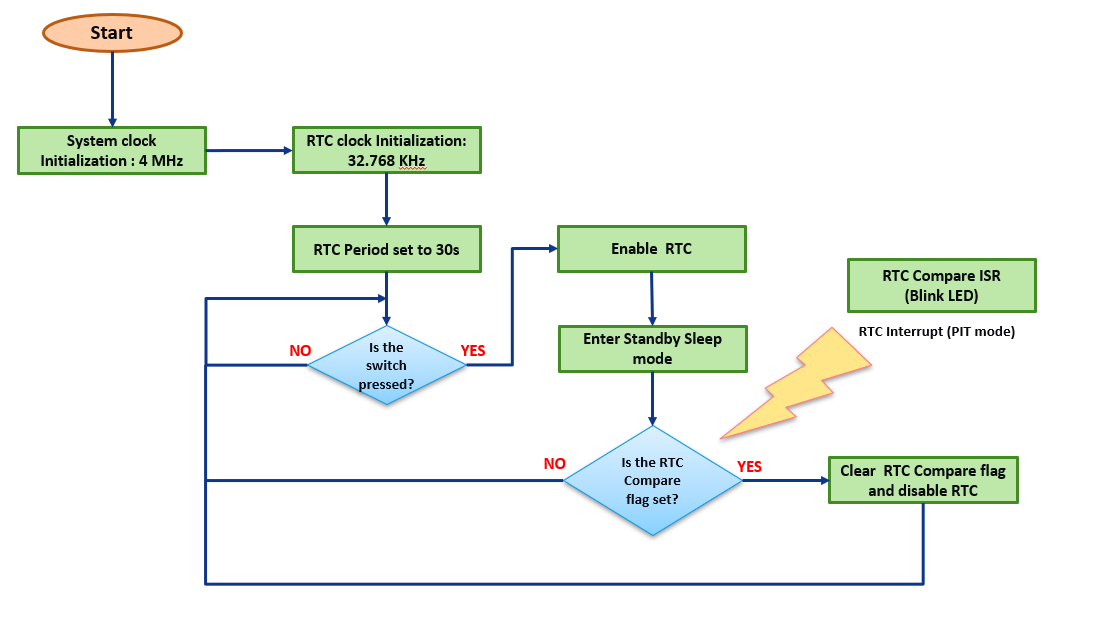 Start
System clock
Initialization : 4 MHz
RTC clock Initialization:
32.768 KHz
RTC Period set to 30s
Enable  RTC
RTC Compare ISR
(Blink LED)
RTC Interrupt (PIT mode)
Enter Standby Sleep
mode
NO
Is the
switch
pressed?
YES
NO
Is the RTC
Compare
flag set?
YES
Clear  RTC Compare flag
and disable RTC